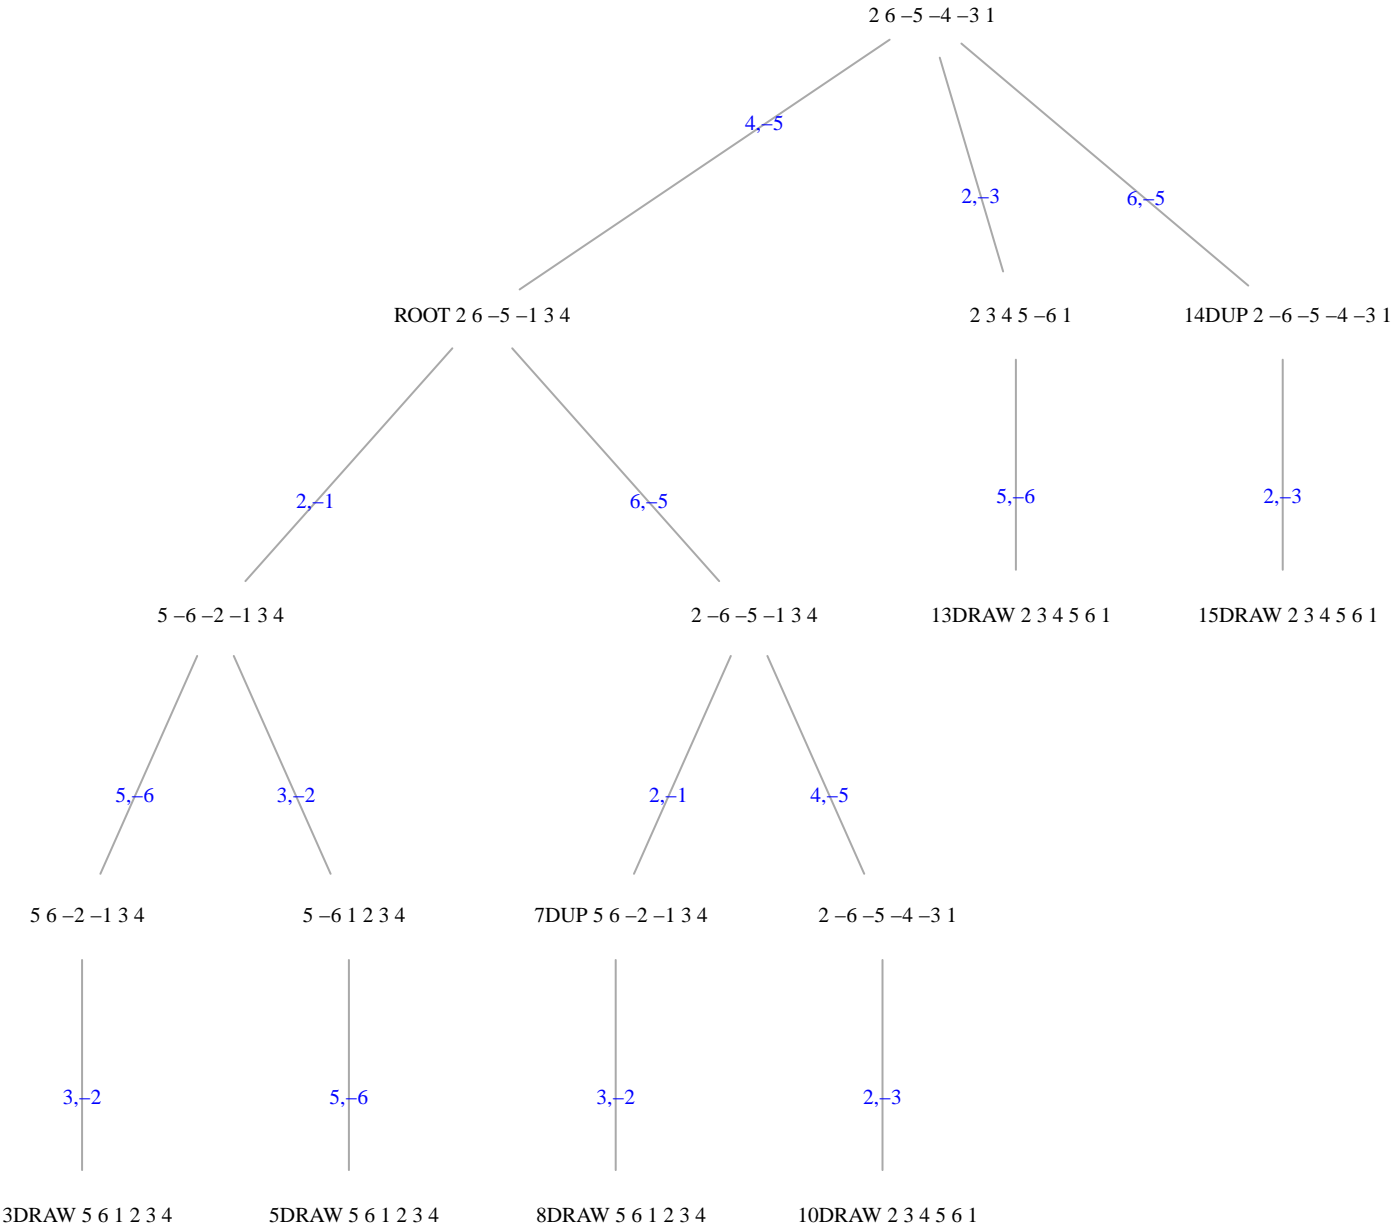 2 6 –5 –4 –3 1
4,–5
2,–3
6,–5
ROOT 2 6 –5 –1 3 4
2 3 4 5 –6 1
14DUP 2 –6 –5 –4 –3 1
2,–1
6,–5
5,–6
2,–3
5 –6 –2 –1 3 4
2 –6 –5 –1 3 4
13DRAW 2 3 4 5 6 1
15DRAW 2 3 4 5 6 1
5,–6
3,–2
2,–1
4,–5
5 6 –2 –1 3 4
5 –6 1 2 3 4
7DUP 5 6 –2 –1 3 4
2 –6 –5 –4 –3 1
3,–2
5,–6
3,–2
2,–3
3DRAW 5 6 1 2 3 4
5DRAW 5 6 1 2 3 4
8DRAW 5 6 1 2 3 4
10DRAW 2 3 4 5 6 1